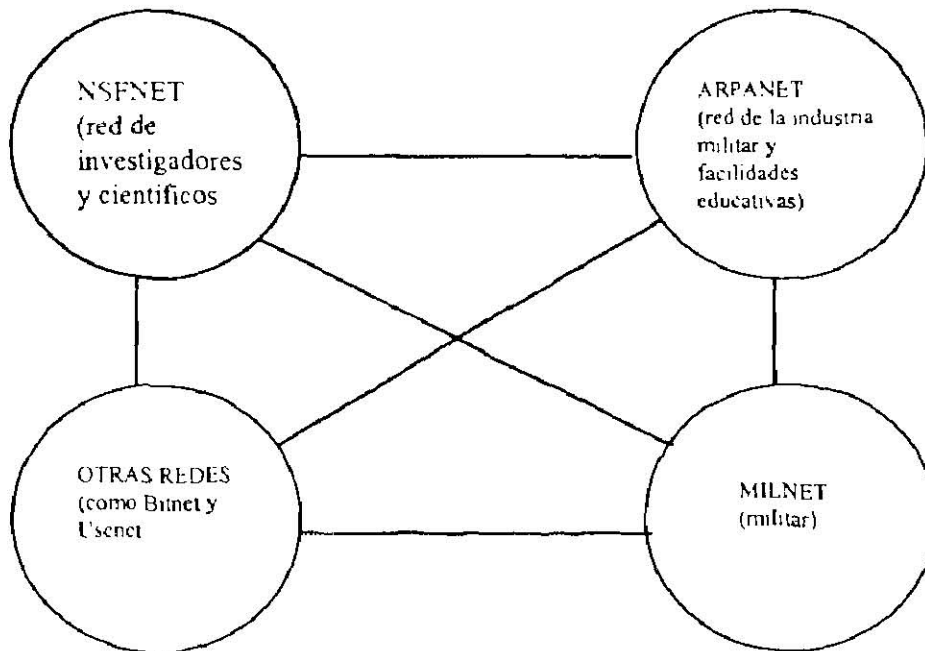 NSFNET
(red de
investigadores
y cientificos
ARPANET
(red de la industria
militar y
facilidades
educativas)
OTRAS REDES
(como Bitnet y
Usenet
MILNET
(militar)